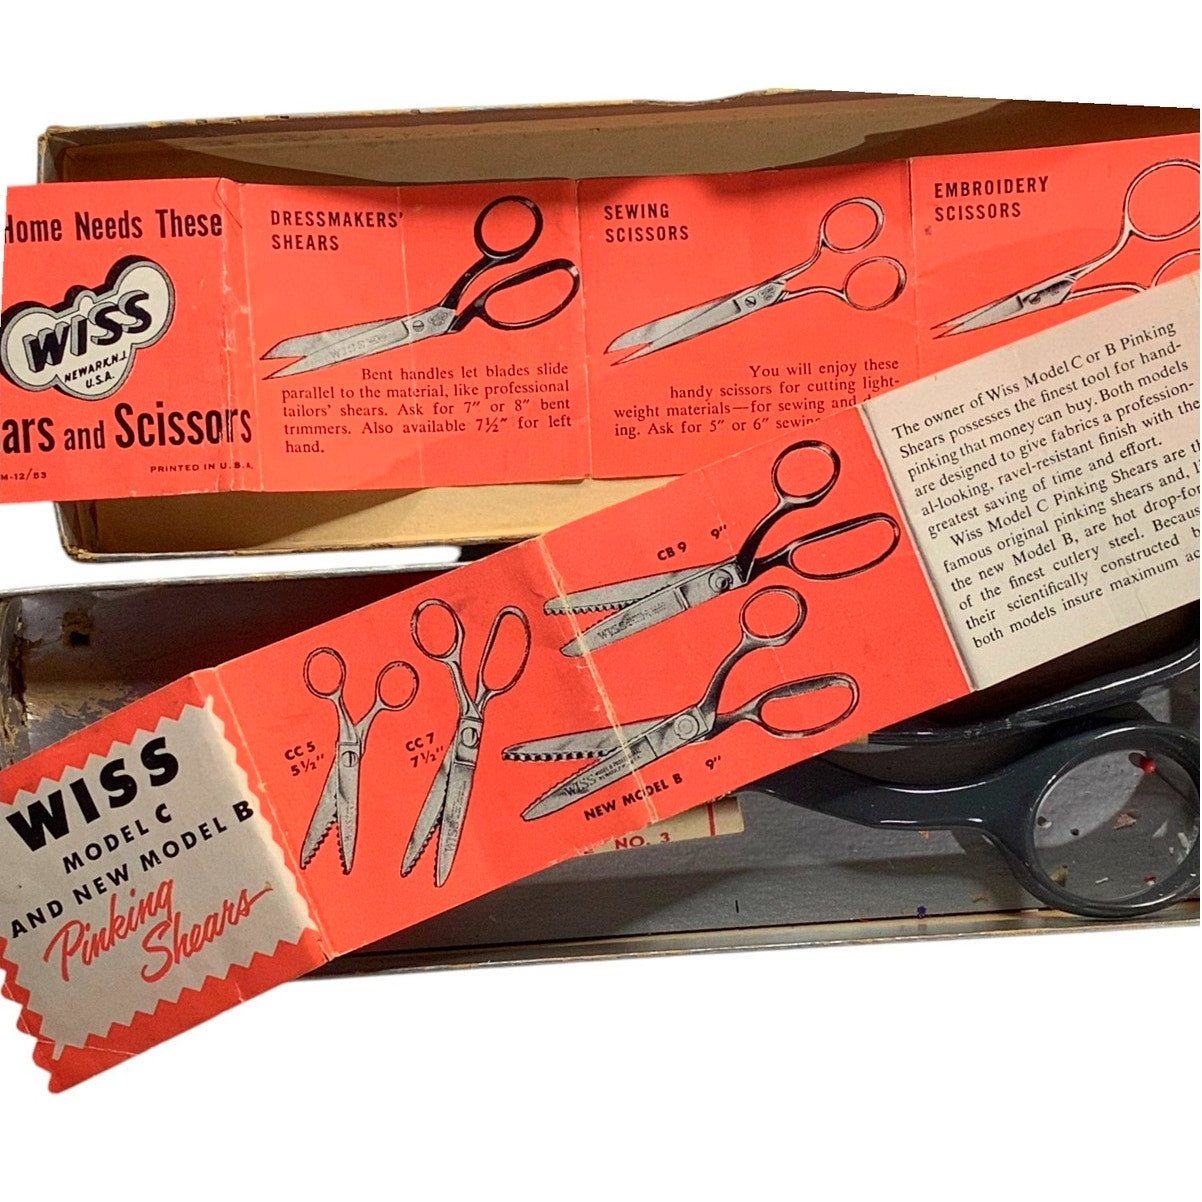 Home Needs These
WISS
NEWARK, N.J.
U.S.A.
ars and Scissors
M-12/53
PRINTED IN U.S.A.
DRESSMAKERS'
SHEARS
WISS
Bent handles let blades slide
parallel to the material, like professional
tailors' shears. Ask for 7" or 8" bent
trimmers. Also available 7½" for left
hand.
SEWING
SCISSORS
You will enjoy these
handy scissors for cutting light-
weight materials—for sewing and
ing. Ask for 5" or 6" sewing
EMBROIDERY
SCISSORS
WISS
MODEL C
AND NEW MODEL B
Pinking
Shears
CC 5
5½"
CC 7
7½"
CB 9 9"
WISS
WISS
NEW MODEL B 9"
The owner of Wiss Model C or B Pinking
Shears possesses the finest tool for hand-
pinking that money can buy. Both models
are designed to give fabrics a profession-
al-looking, ravel-resistant finish with the
greatest saving of time and effort.
Wiss Model C Pinking Shears are th
famous original pinking shears and,
the new Model B, are hot drop-for
of the finest cutlery steel. Becaus
their scientifically constructed b
both models insure maximum a
NO. 3